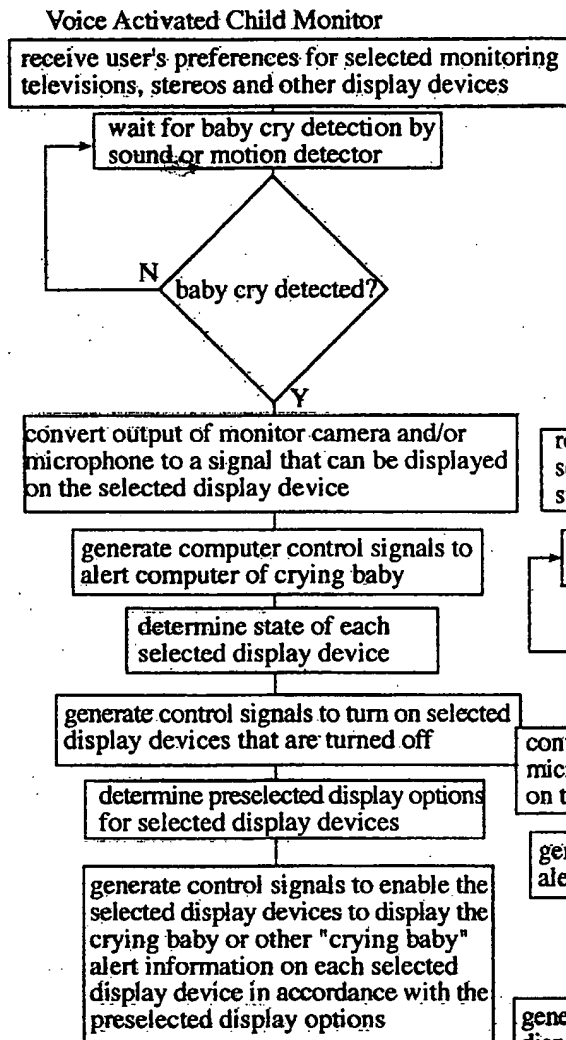 Voice Activated Child Monitor
receive user's preferences for selected monitoring
televisions, stereos and other display devices
wait for baby cry detection by
sound or motion detector
N
baby cry detected?
Y
convert output of monitor camera and/or
microphone to a signal that can be displayed
on the selected display device
generate computer control signals to
alert computer of crying baby
determine state of each
selected display device
generate control signals to turn on selected
display devices that are turned off
determine preselected display options
for selected display devices
generate control signals to enable the
selected display devices to display the
crying baby or other "crying baby"
alert information on each selected
display device in accordance with the
preselected display options